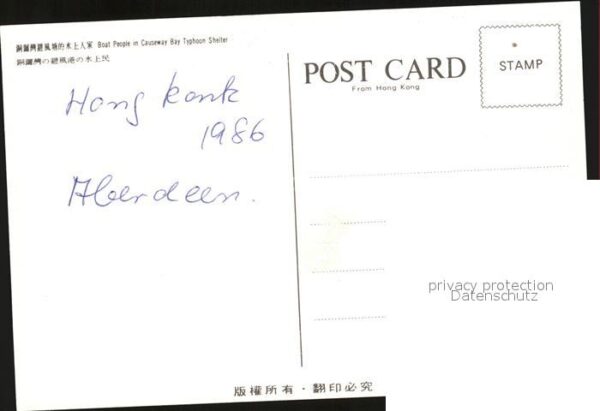 銅鑼灣避風塘的水上人家 Boat People in Causeway Bay Typhoon Shelter
銅鑼灣の避風港の水上民
Hong Konk
1986
Aberdeen.
POST CARD
From Hong Kong
STAMP
privacy protection
Datenschutz
版權所有·翻印必究